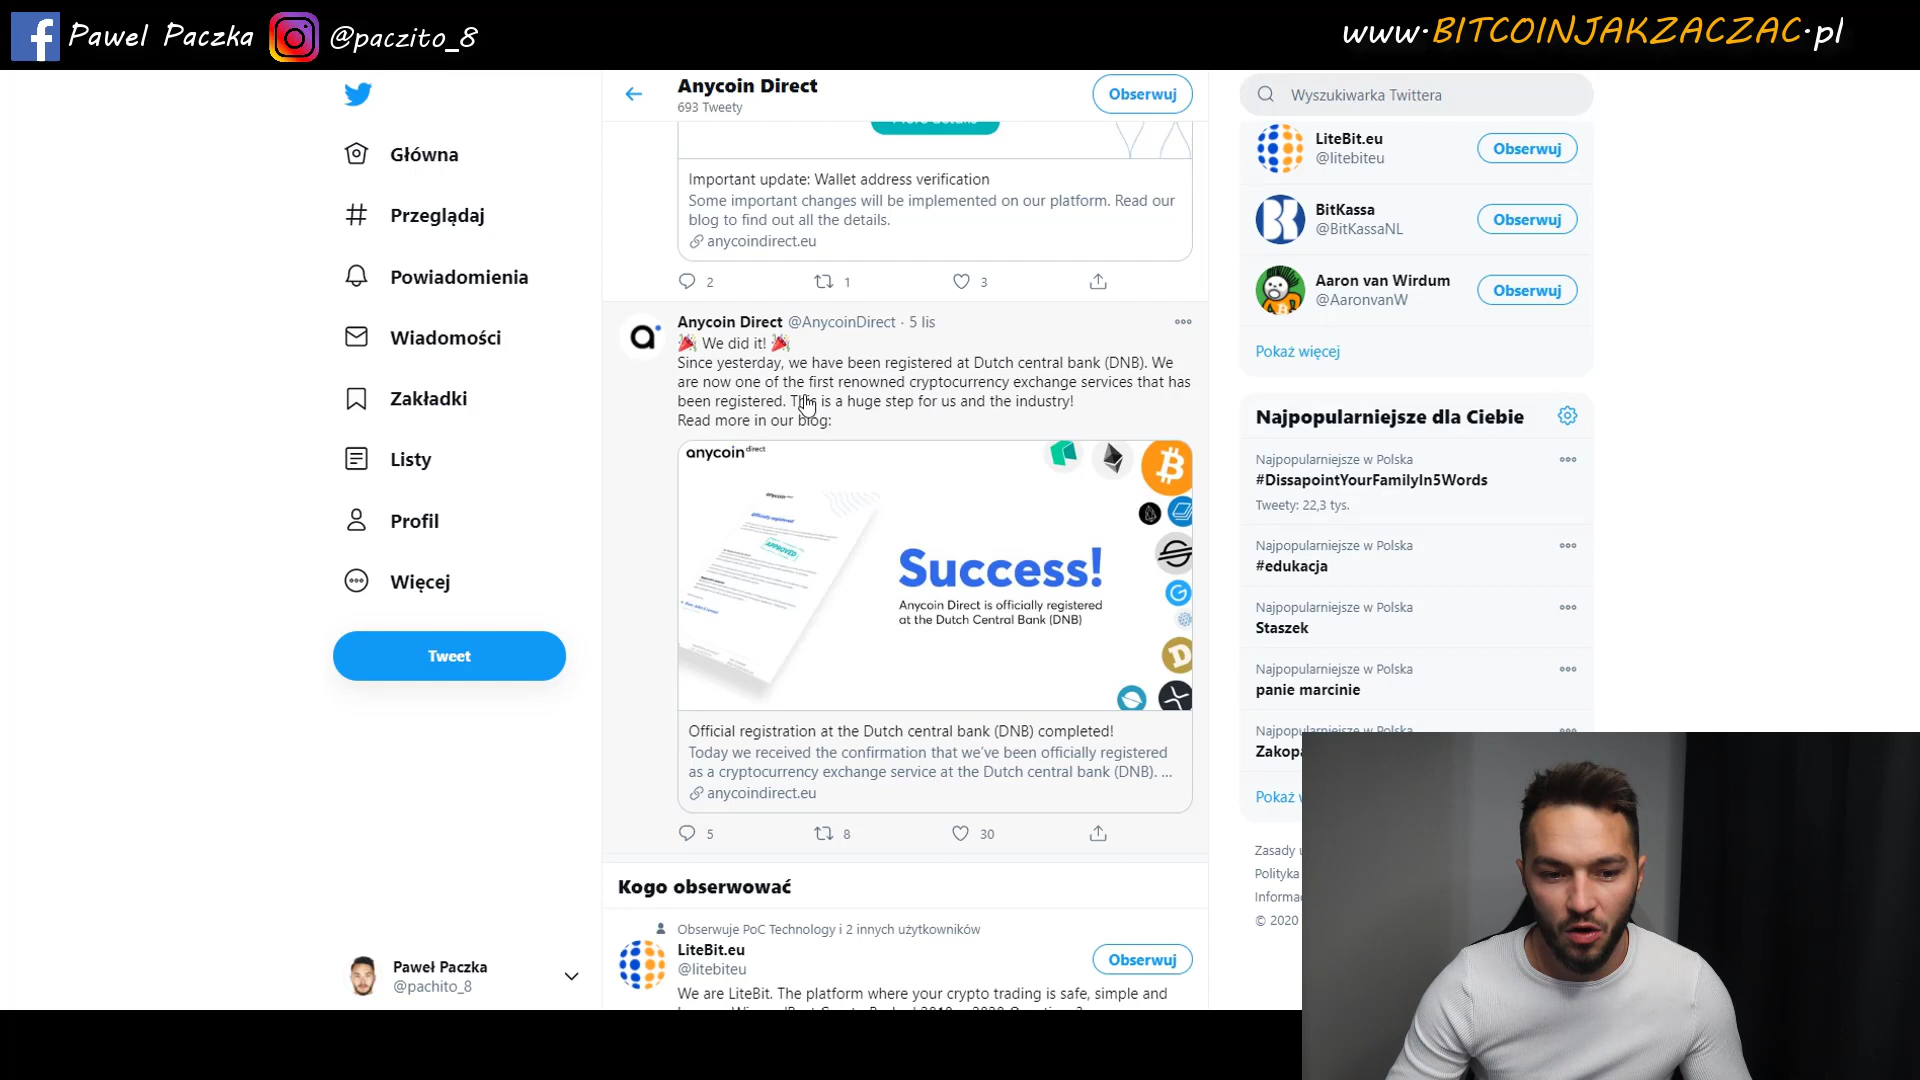 Pawel Paczka @paczito_8
www.BITCOINJAKZACZAC.pl
Główna
Przeglądaj
Powiadomienia
Wiadomości
Zakładki
Listy
Profil
Więcej
Tweet
Paweł Paczka
@pachito_8
Anycoin Direct
693 Tweety
Obserwuj
More details
Important update: Wallet address verification
Some important changes will be implemented on our platform. Read our
blog to find out all the details.
anycoindirect.eu
2 1 3
Anycoin Direct @AnycoinDirect · 5 lis
🎉 We did it! 🎉
Since yesterday, we have been registered at Dutch central bank (DNB). We
are now one of the first renowned cryptocurrency exchange services that has
been registered. This is a huge step for us and the industry!
Read more in our blog:
anycoin direct
Officially registered
APPROVED
Success!
Anycoin Direct is officially registered
at the Dutch Central Bank (DNB)
Official registration at the Dutch central bank (DNB) completed!
Today we received the confirmation that we've been officially registered
as a cryptocurrency exchange service at the Dutch central bank (DNB). ...
anycoindirect.eu
5 8 30
Kogo obserwować
Obserwuje PoC Technology i 2 innych użytkowników
LiteBit.eu
@litebiteu
Obserwuj
We are LiteBit. The platform where your crypto trading is safe, simple and
Wyszukiwarka Twittera
LiteBit.eu
@litebiteu
Obserwuj
BitKassa
@BitKassaNL
Obserwuj
Aaron van Wirdum
@AaronvanW
Obserwuj
Pokaż więcej
Najpopularniejsze dla Ciebie
Najpopularniejsze w Polska
#DissapointYourFamilyIn5Words
Tweety: 22,3 tys.
Najpopularniejsze w Polska
#edukacja
Najpopularniejsze w Polska
Staszek
Najpopularniejsze w Polska
panie marcinie
Najpopularniejsze w Polska
Zakopa
Pokaż w
Zasady u
Polityka
Informac
© 2020